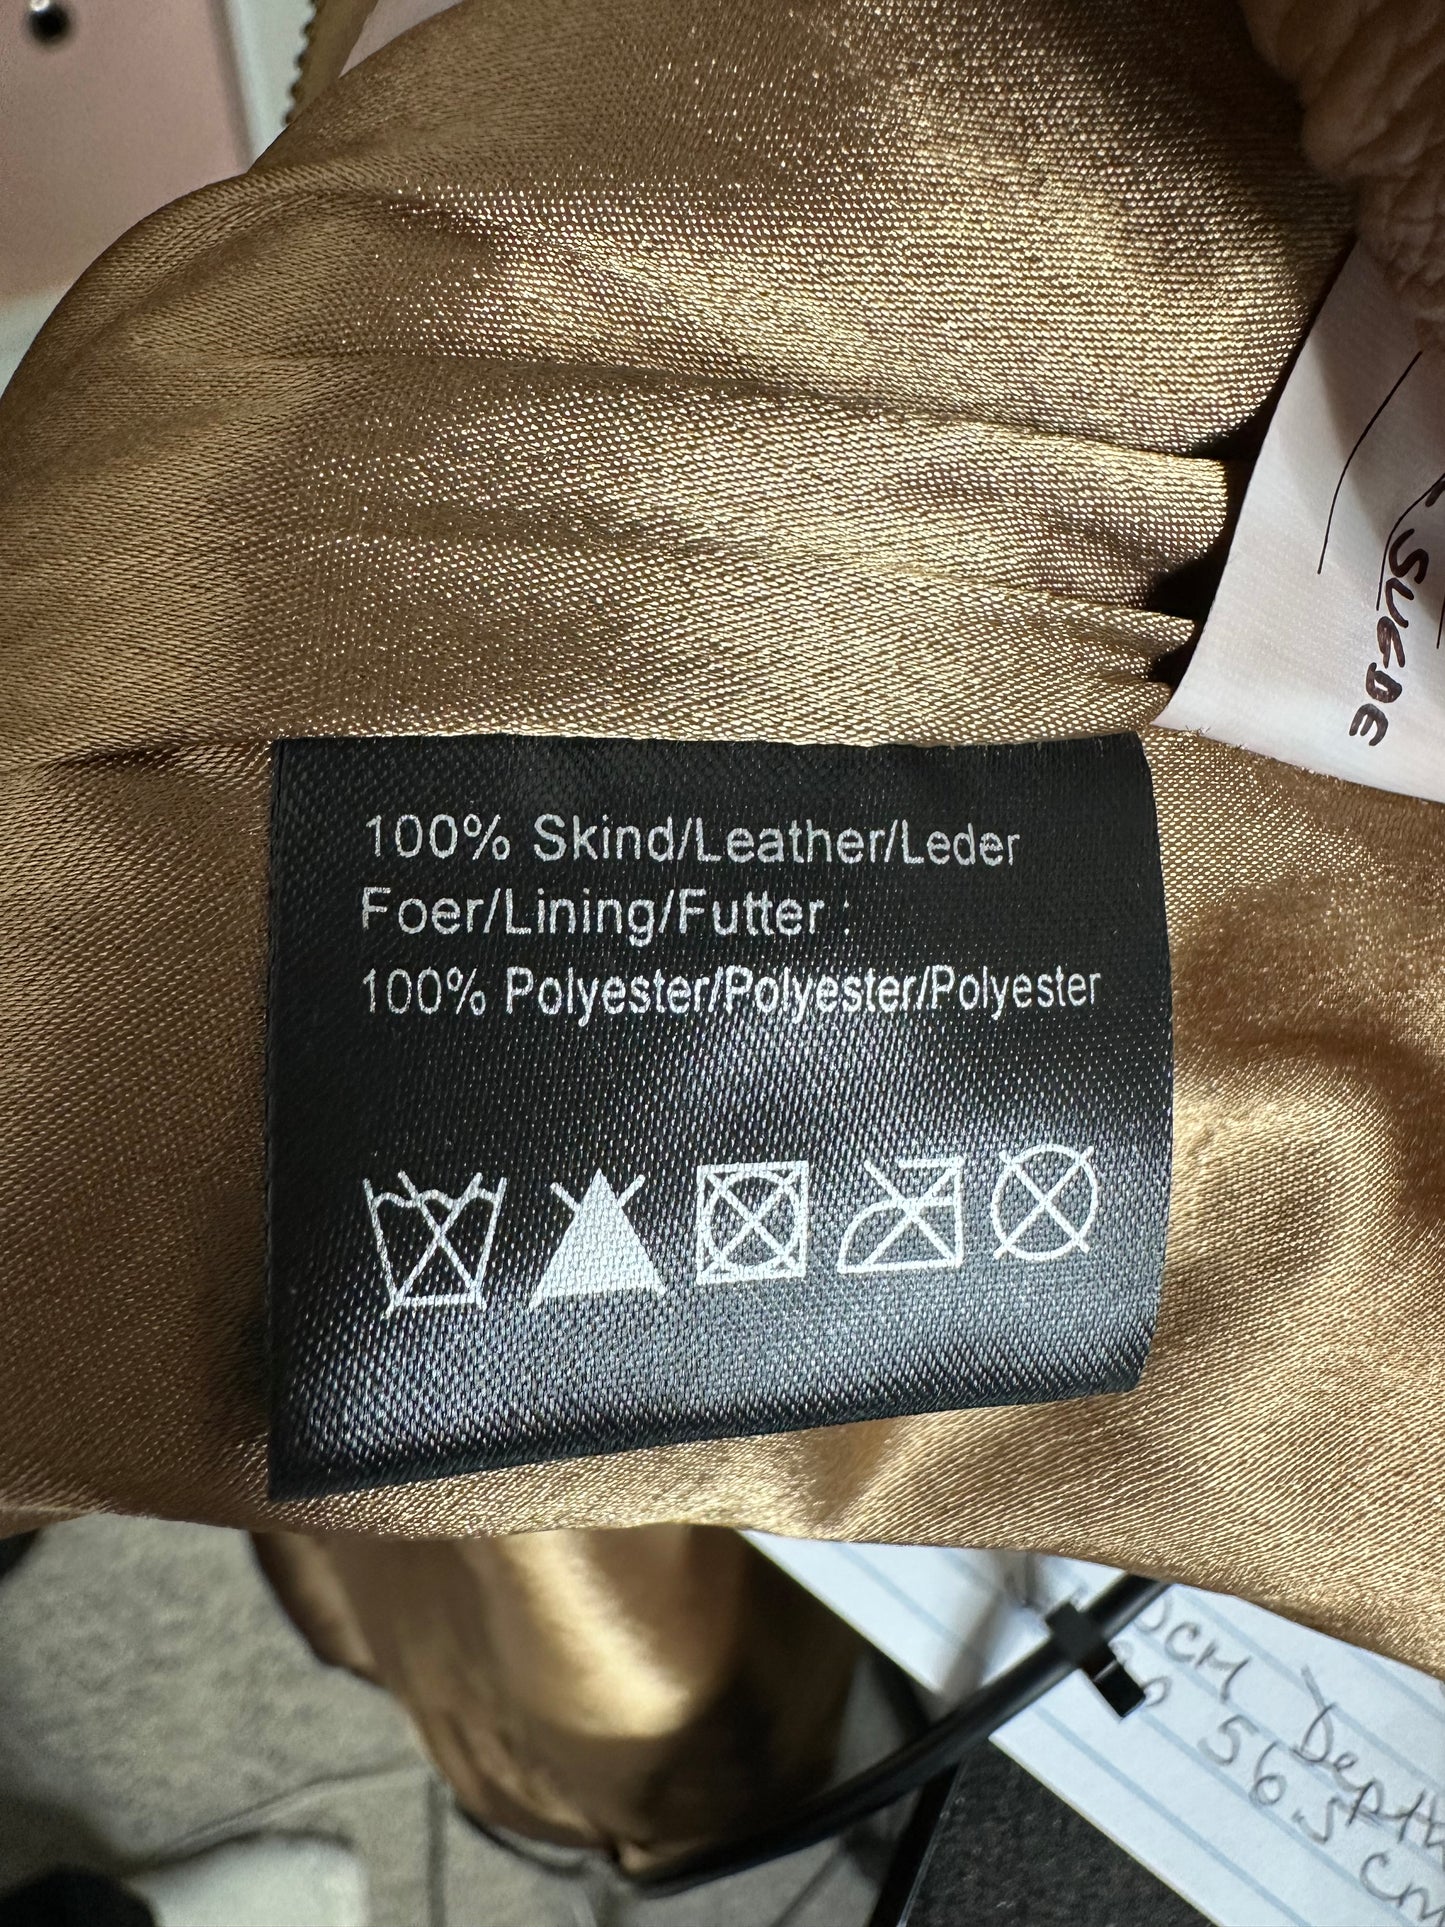 100% Skind/Leather/Leder
Foer/Lining/Futter :
100% Polyester/Polyester/Polyester
SUEDE
Depth
56.5 cm